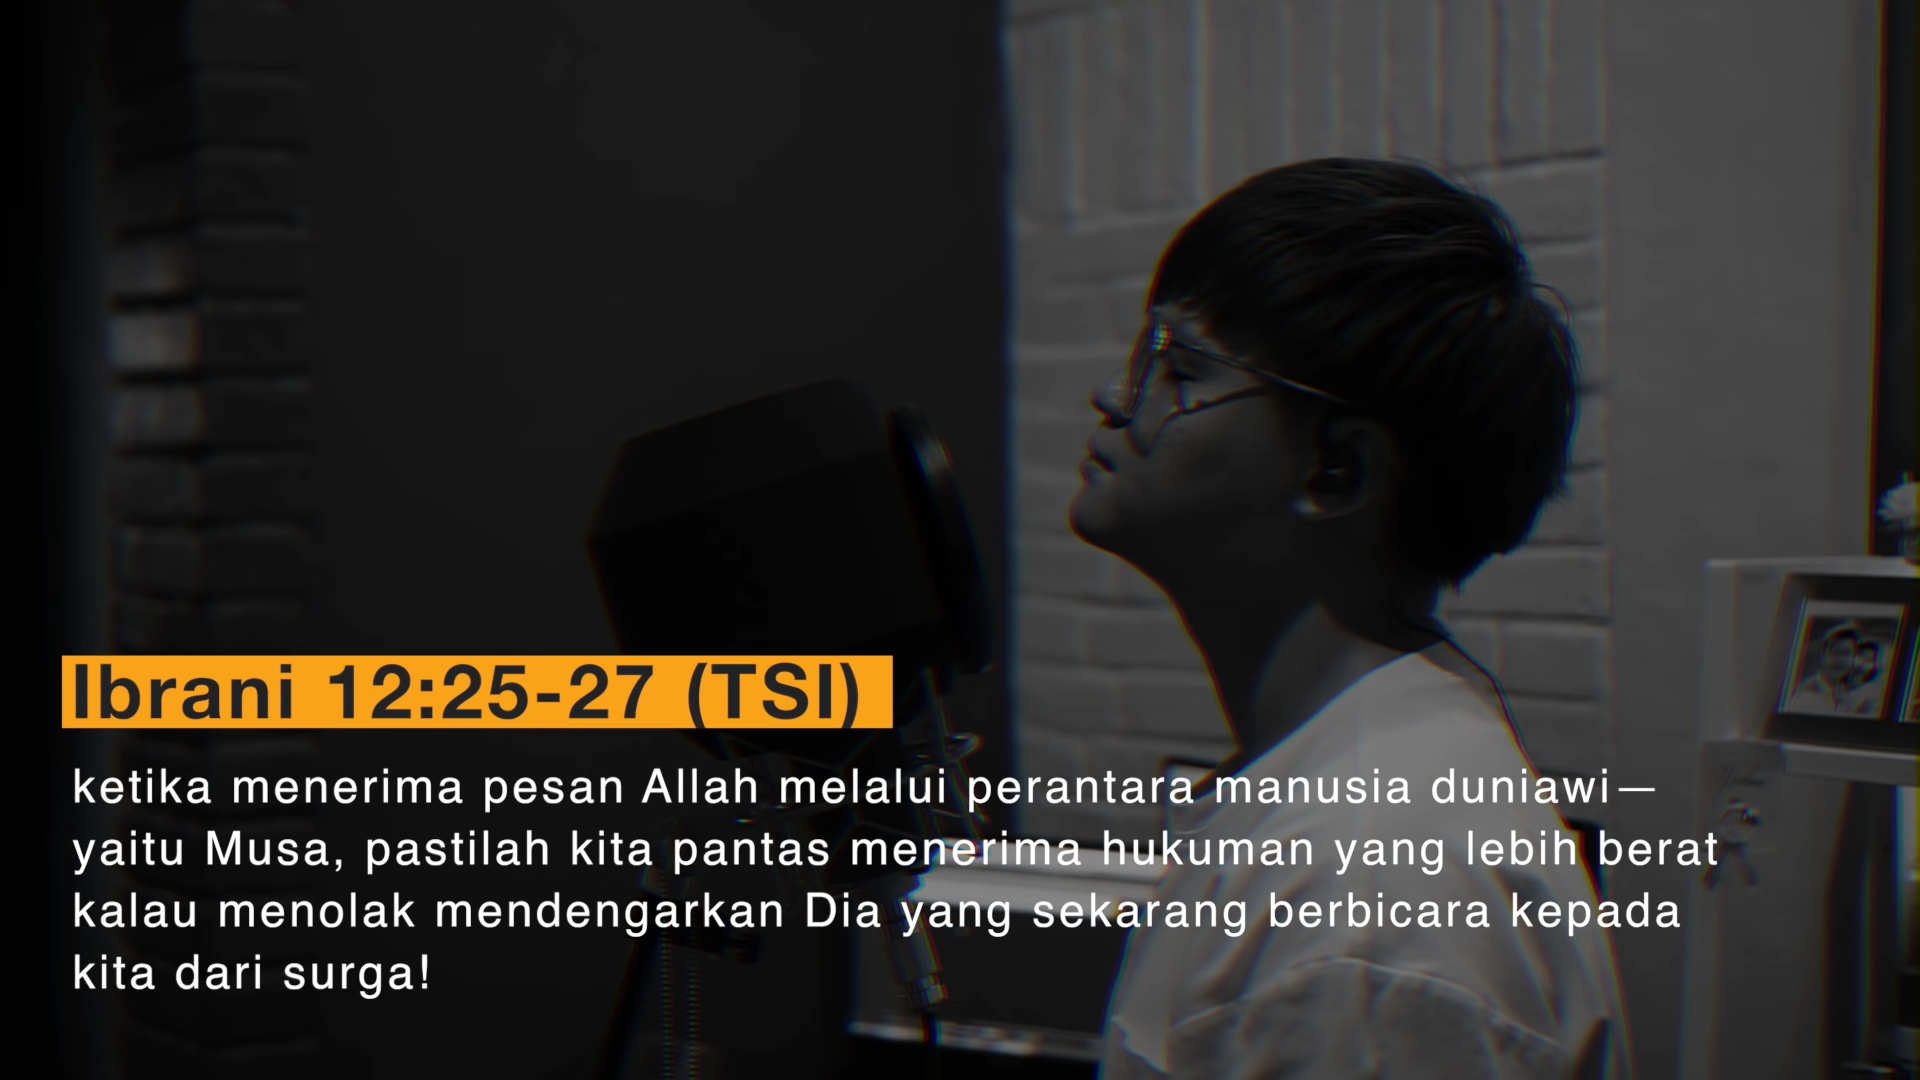 Ibrani 12:25-27 (TSI)
ketika menerima pesan Allah melalui perantara manusia duniawi—
yaitu Musa, pastilah kita pantas menerima hukuman yang lebih berat
kalau menolak mendengarkan Dia yang sekarang berbicara kepada
kita dari surga!